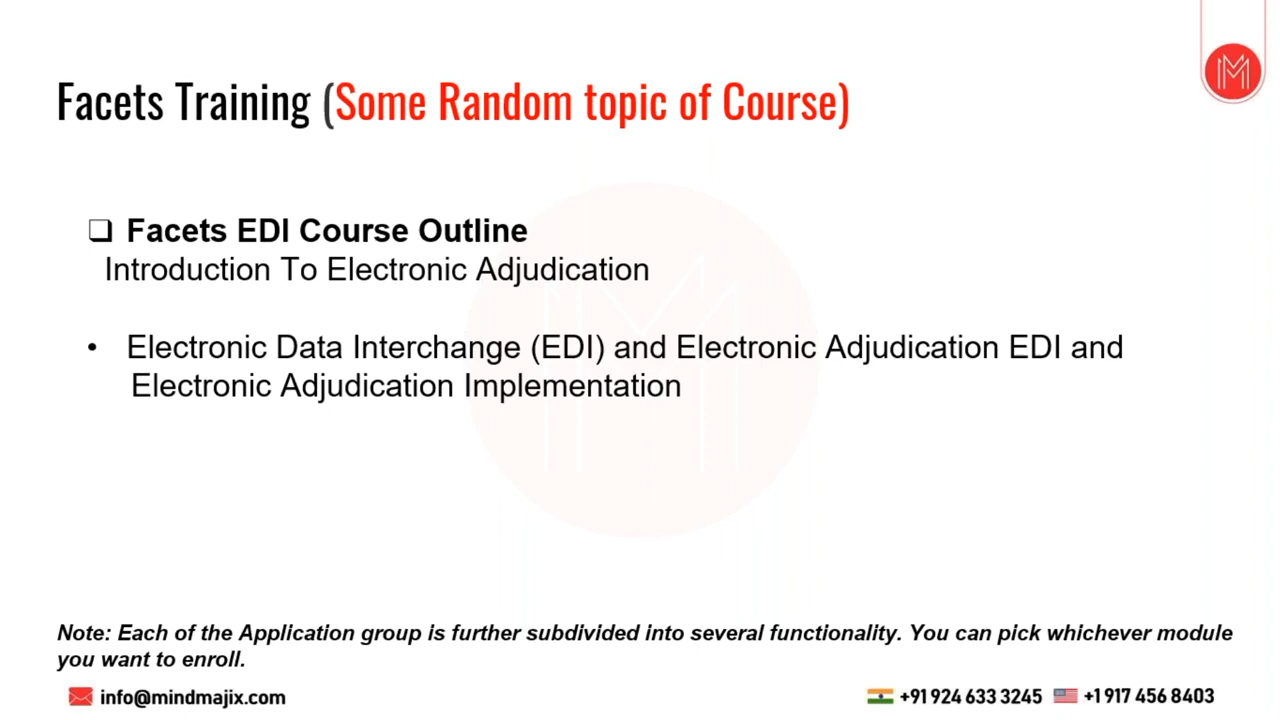 Facets Training (Some Random topic of Course)
❑ Facets EDI Course Outline
Introduction To Electronic Adjudication
• Electronic Data Interchange (EDI) and Electronic Adjudication EDI and
Electronic Adjudication Implementation
Note: Each of the Application group is further subdivided into several functionality. You can pick whichever module
you want to enroll.
info@mindmajix.com +91 924 633 3245 +1 917 456 8403